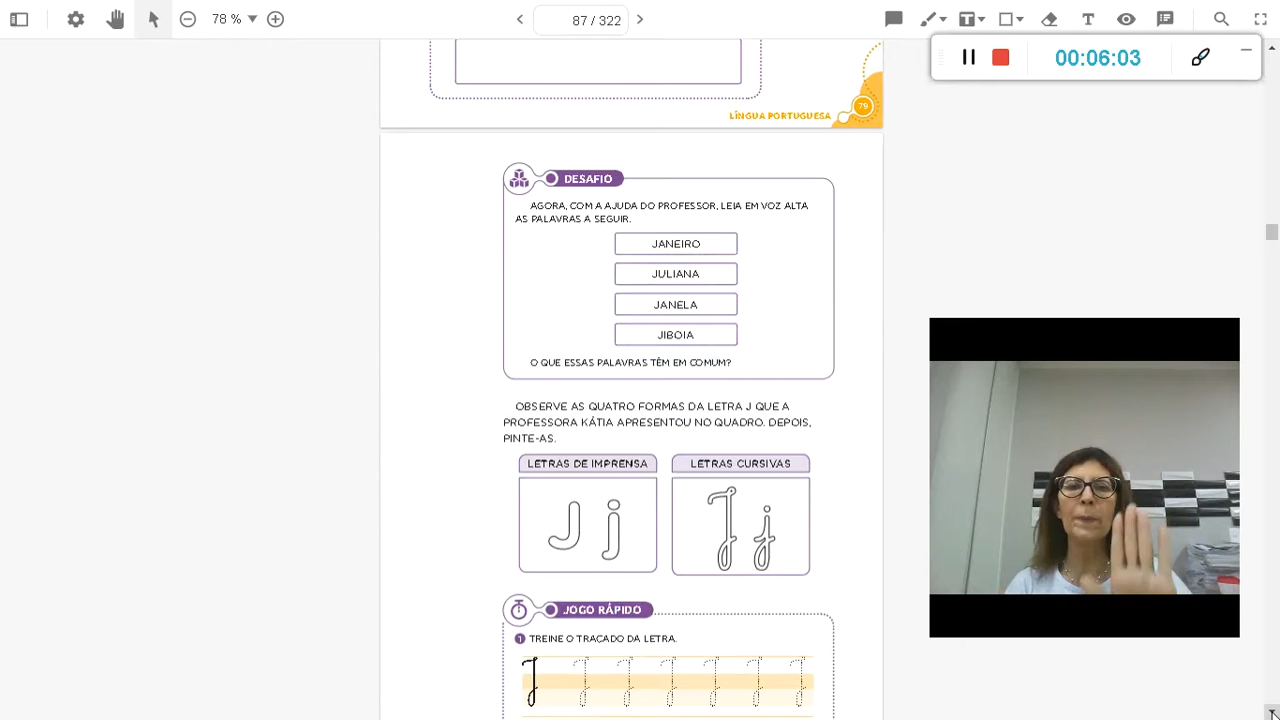 78 %
87 / 322
00:06:03
79
LÍNGUA PORTUGUESA
DESAFIO
AGORA, COM A AJUDA DO PROFESSOR, LEIA EM VOZ ALTA
AS PALAVRAS A SEGUIR.
JANEIRO
JULIANA
JANELA
JIBOIA
O QUE ESSAS PALAVRAS TÊM EM COMUM?
OBSERVE AS QUATRO FORMAS DA LETRA J QUE A
PROFESSORA KÁTIA APRESENTOU NO QUADRO. DEPOIS,
PINTE-AS.
LETRAS DE IMPRENSA
LETRAS CURSIVAS
J j
J j
JOGO RÁPIDO
1 TREINE O TRAÇADO DA LETRA.
J J J J J J J